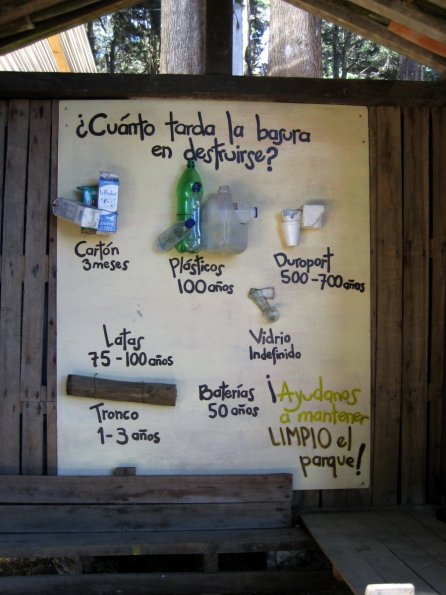 ¿Cuánto tarda la basura
en destruirse?
Cartón
3 meses
Plásticos
100 años
Duroport
500-700 años
Vidrio
Indefinido
Latas
75-100 años
Tronco
1-3 años
Baterías
50 años
¡Ayudanos
a mantener
LIMPIO el
parque!